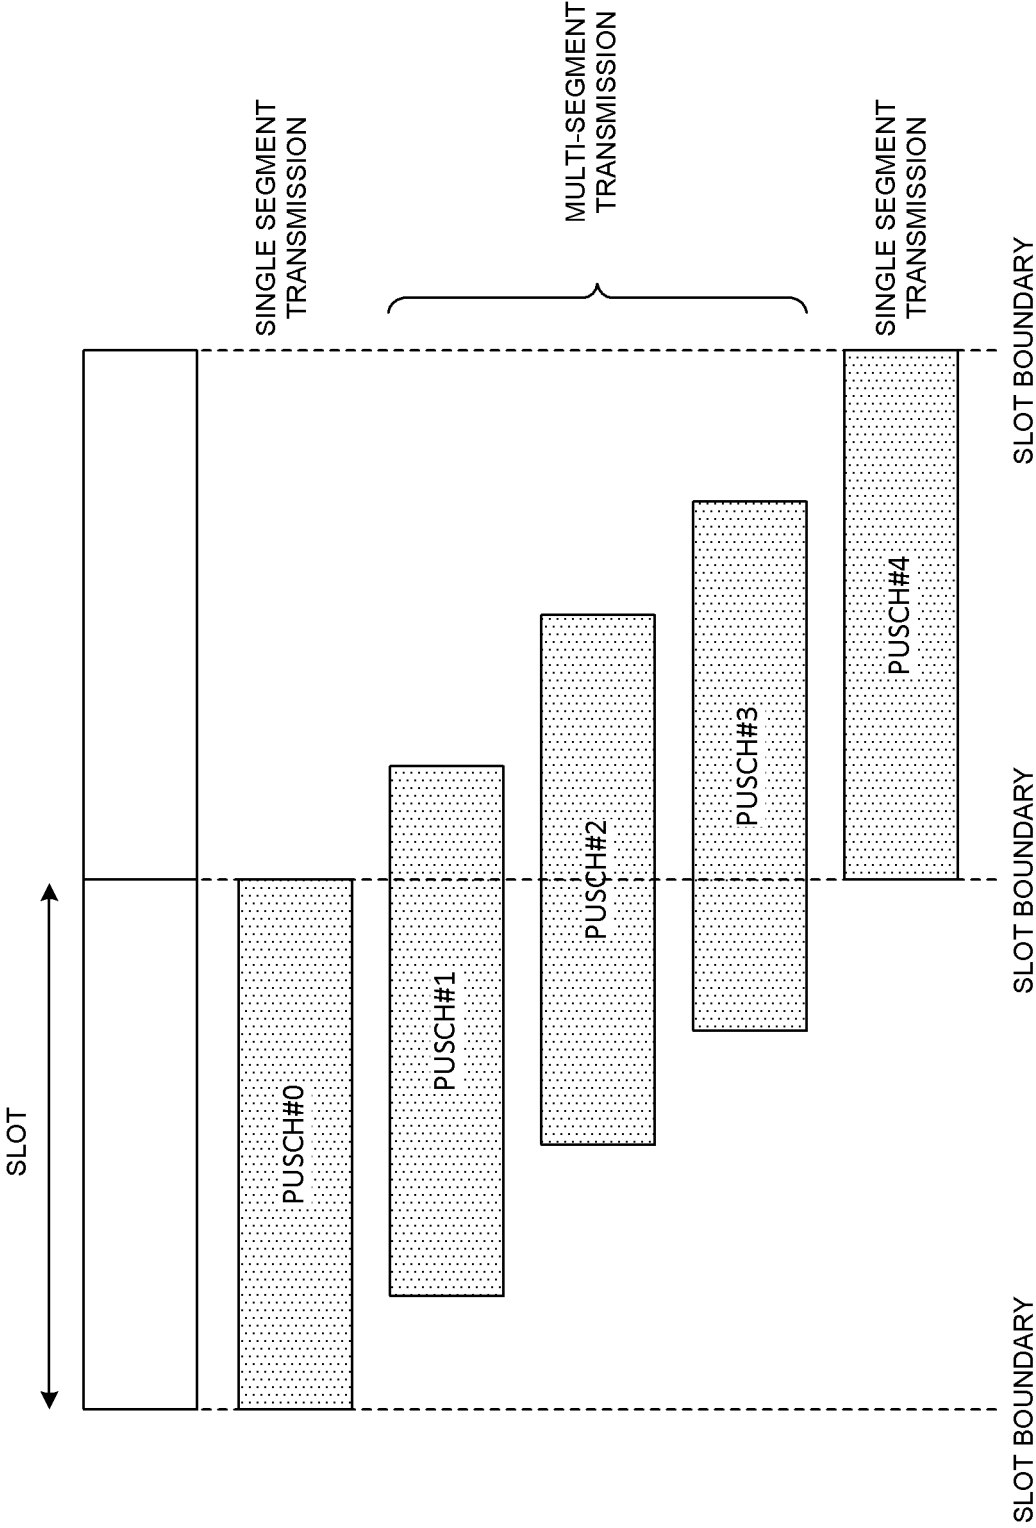 SLOT
PUSCH#0
SINGLE SEGMENT
TRANSMISSION
PUSCH#1
PUSCH#2
MULTI-SEGMENT
TRANSMISSION
PUSCH#3
PUSCH#4
SINGLE SEGMENT
TRANSMISSION
SLOT BOUNDARY
SLOT BOUNDARY
SLOT BOUNDARY